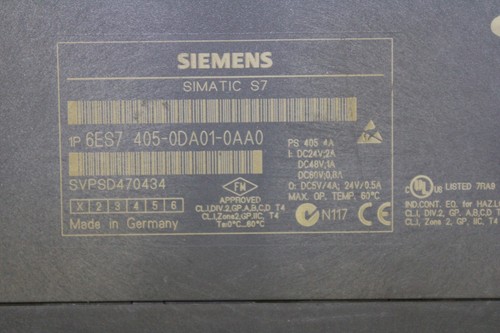 SIEMENS
SIMATIC S7
1P 6ES7 405-0DA01-0AA0
SVPSD470434
X 2 3 4 5 6
Made in Germany
FM
APPROVED
CL.I,DIV.2,GP.A,B,C,D T4
CL.I,Zone2,GP.IIC, T4
Ta:0°C...60°C
PS 405 4A
I: DC24V;2A
DC48V;1A
DC60V;0,8A
O: DC5V/4A; 24V/0.5A
MAX. OP. TEMP. 60°C
N117
CE
c UL US LISTED 7RA9
IND.CONT. EQ. for HAZ.L
CL.I, DIV.2, GP. A,B,C,D
CL.I, Zone 2, GP. IIC, T4